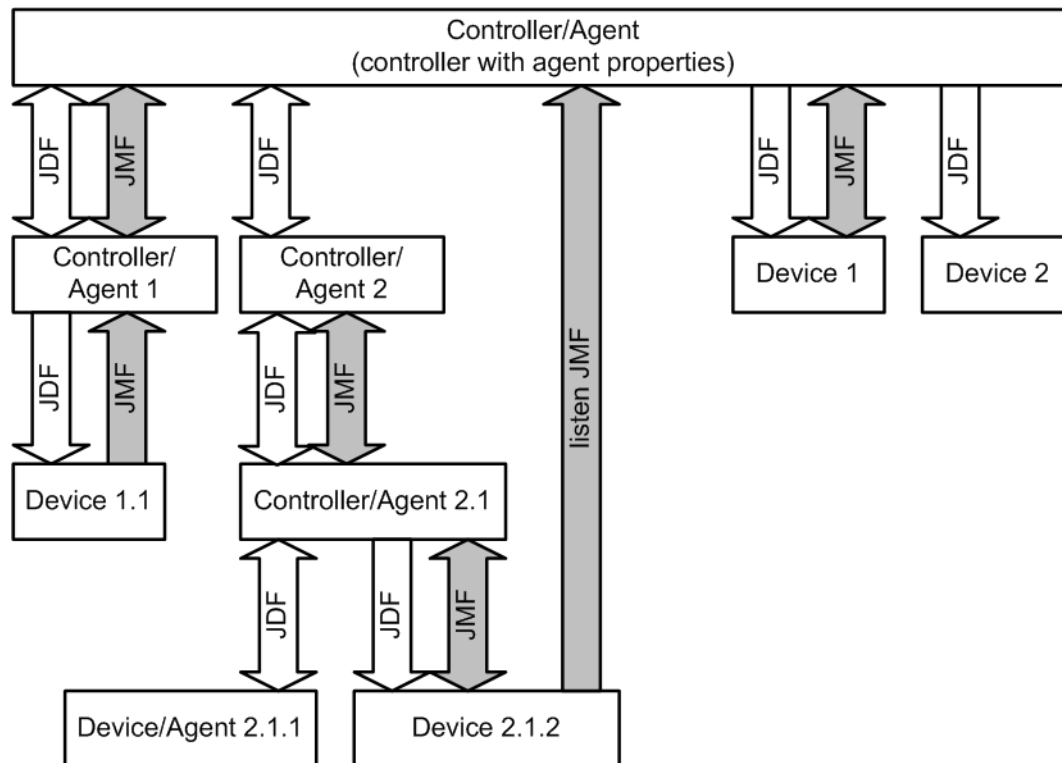 Controller/Agent
(controller with agent properties)
JDF
JMF
JDF
JDF
JMF
JDF
Controller/
Agent 1
Controller/
Agent 2
Device 1
Device 2
JDF
JMF
JDF
JMF
listen JMF
Device 1.1
Controller/Agent 2.1
JDF
JDF
JMF
Device/Agent 2.1.1
Device 2.1.2